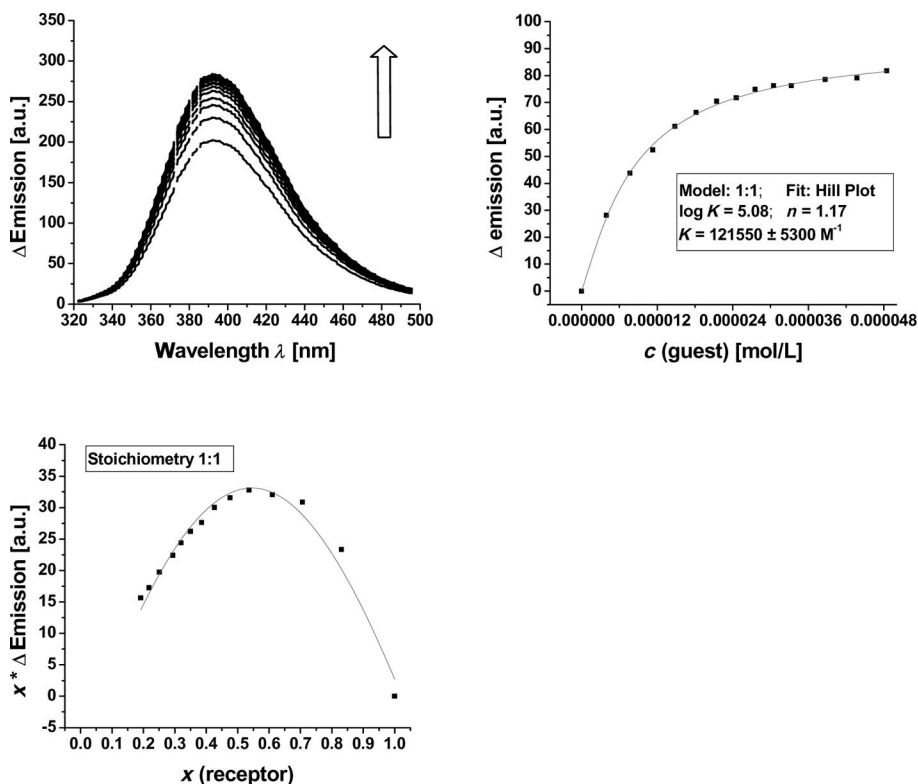 350
300
250
200
150
100
50
0
Δ Emission [a.u.]
320 340 360 380 400 420 440 460 480 500
Wavelength λ [nm]
100
90
80
70
60
50
40
30
20
10
0
Δ emission [a.u.]
Model: 1:1; Fit: Hill Plot
log K = 5.08; n = 1.17
K = 121550 ± 5300 M⁻¹
0.000000 0.000012 0.000024 0.000036 0.000048
c (guest) [mol/L]
40
35
30
25
20
15
10
5
0
-5
x * Δ Emission [a.u.]
Stoichiometry 1:1
0.0 0.1 0.2 0.3 0.4 0.5 0.6 0.7 0.8 0.9 1.0
x (receptor)